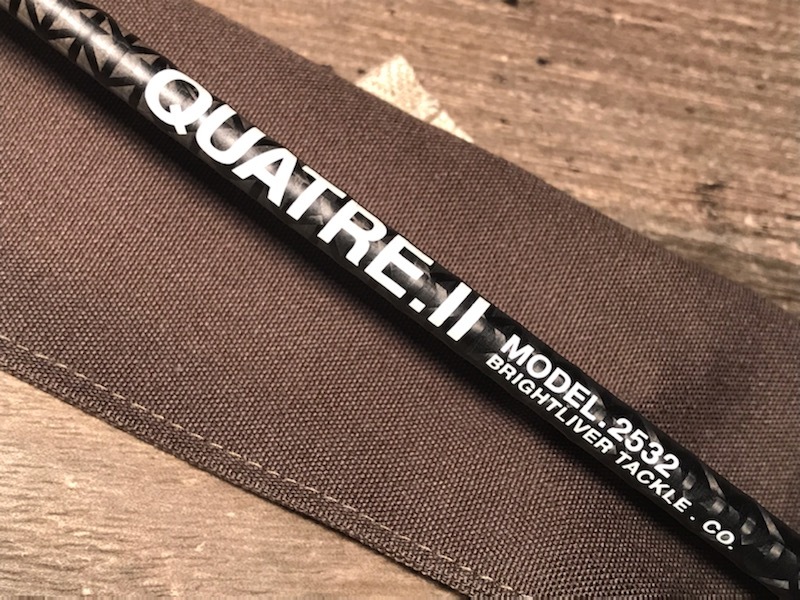 QUATRE.II
MODEL.2532
BRIGHTLIVER TACKLE.CO.